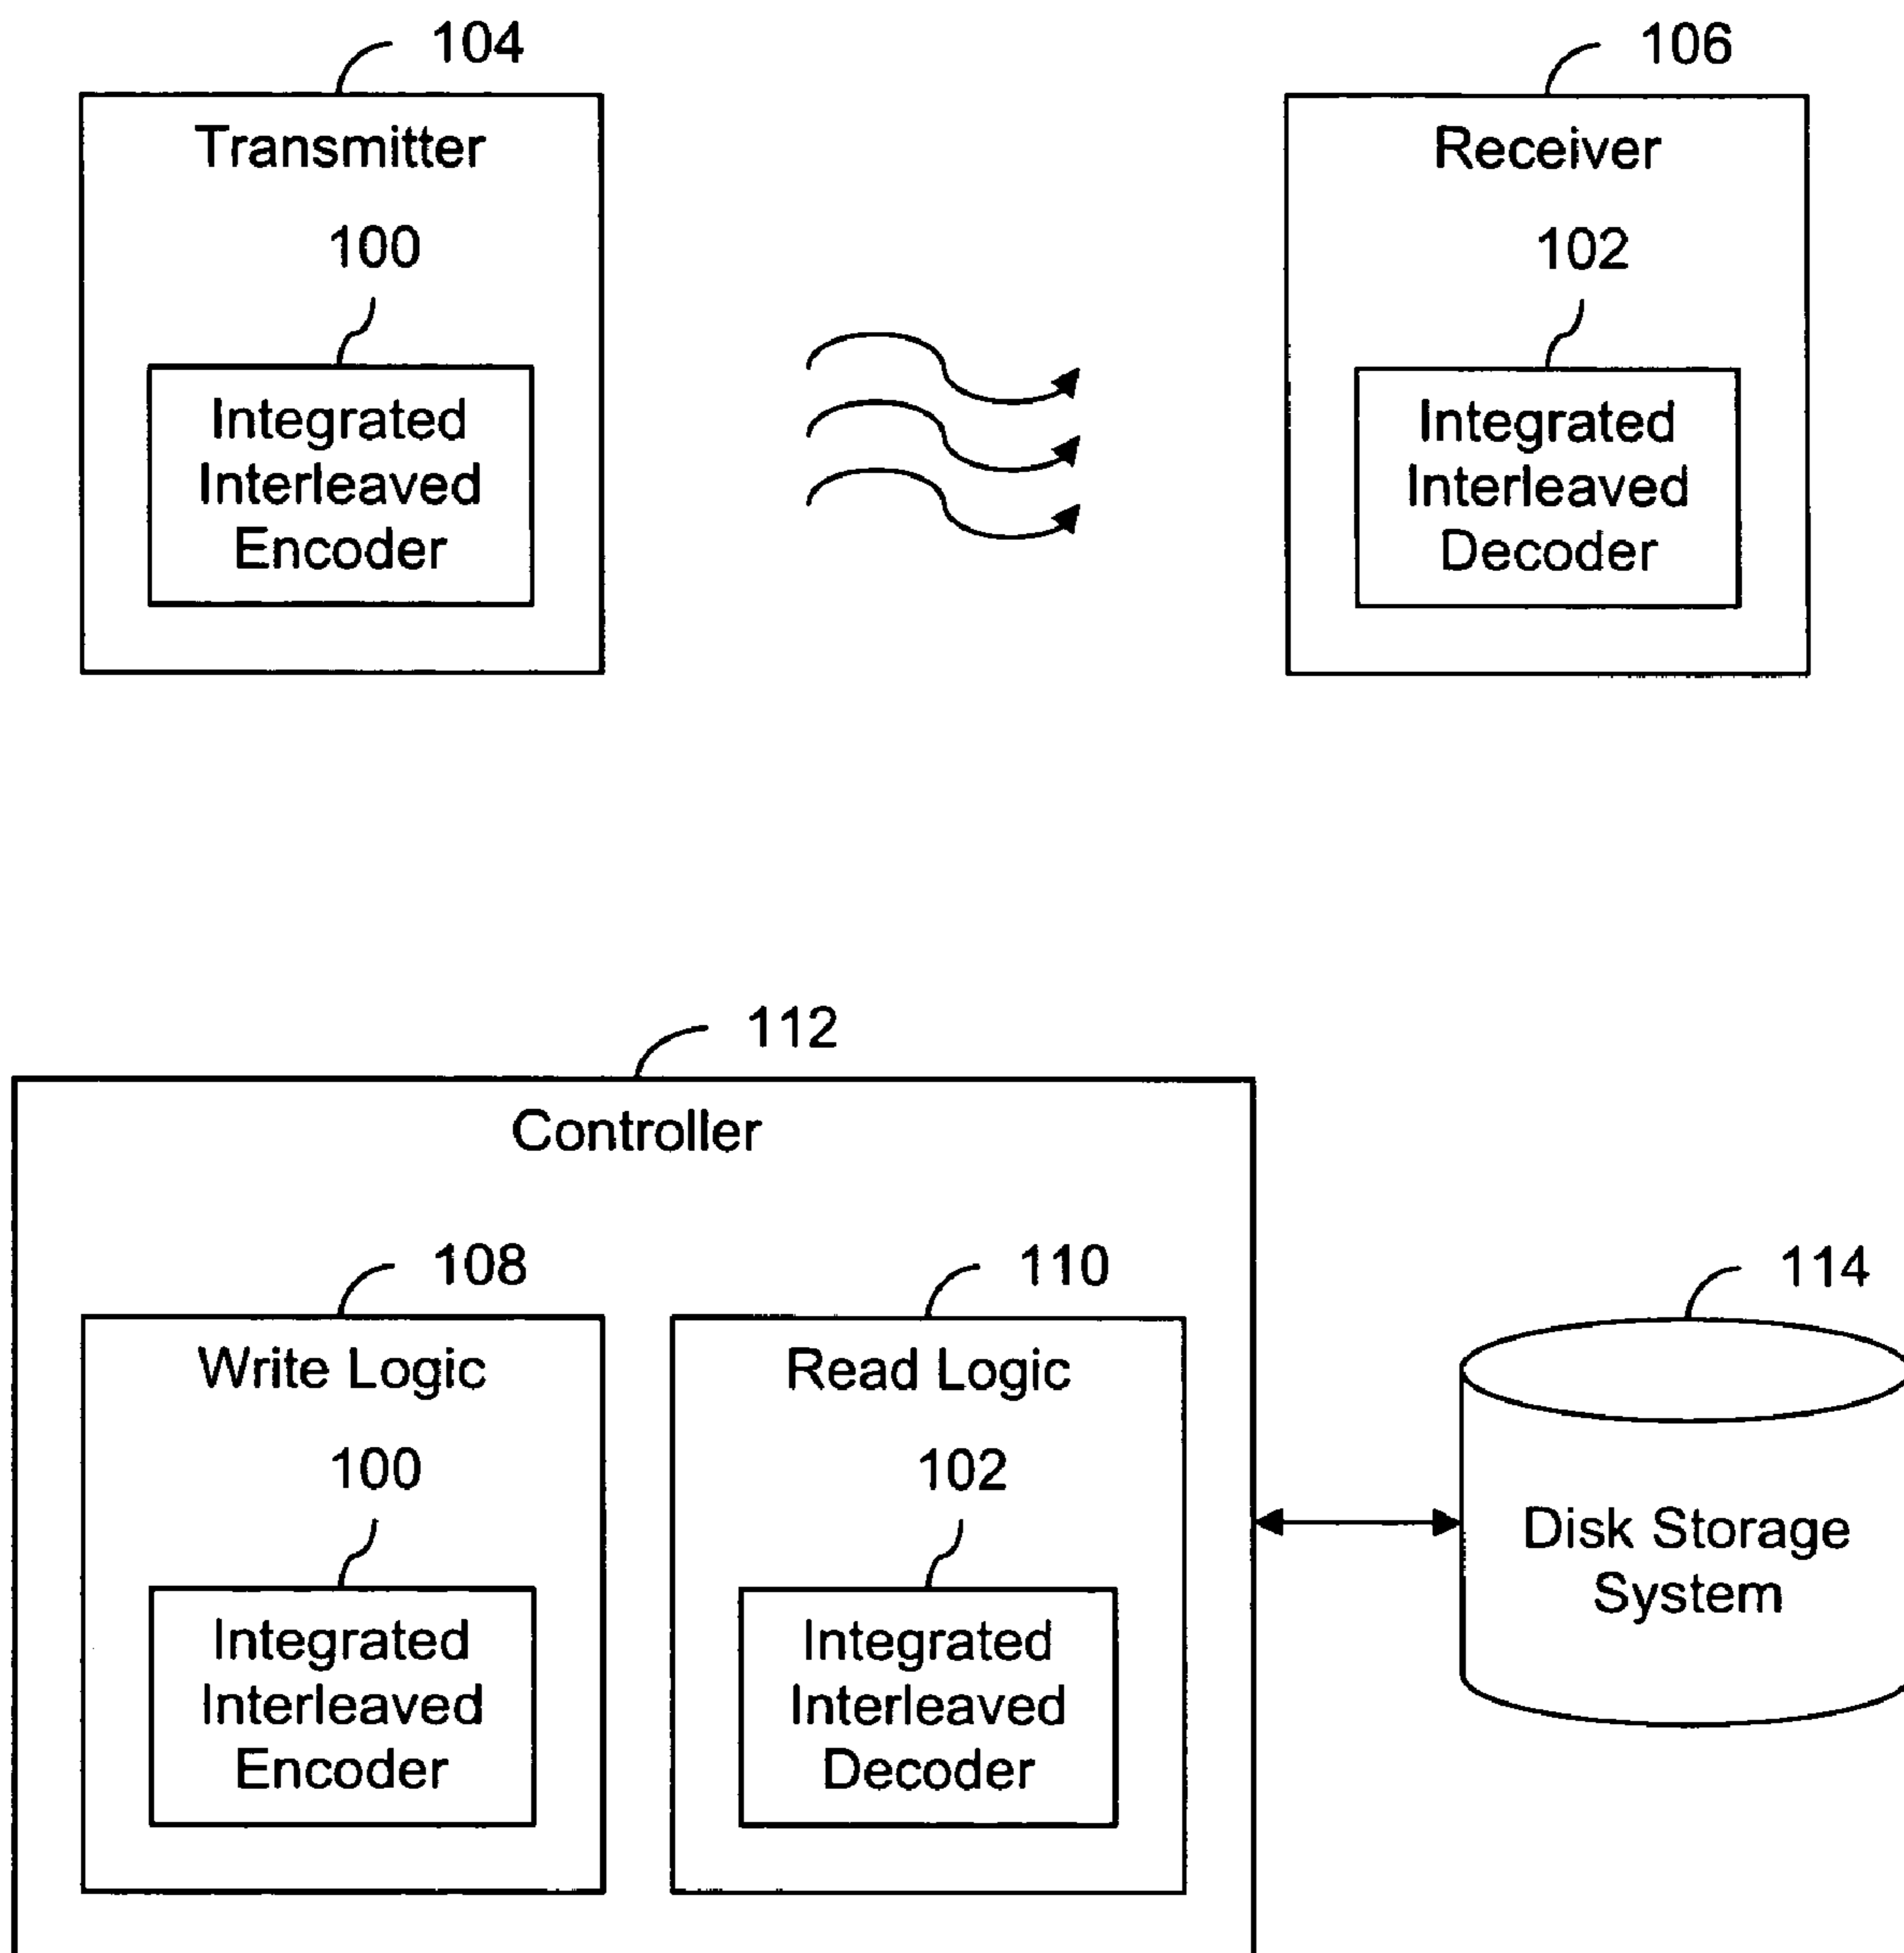 104
106
Transmitter
Receiver
100
102
Integrated
Interleaved
Encoder
Integrated
Interleaved
Decoder
112
Controller
108
110
114
Write Logic
Read Logic
100
102
Disk Storage
System
Integrated
Interleaved
Encoder
Integrated
Interleaved
Decoder